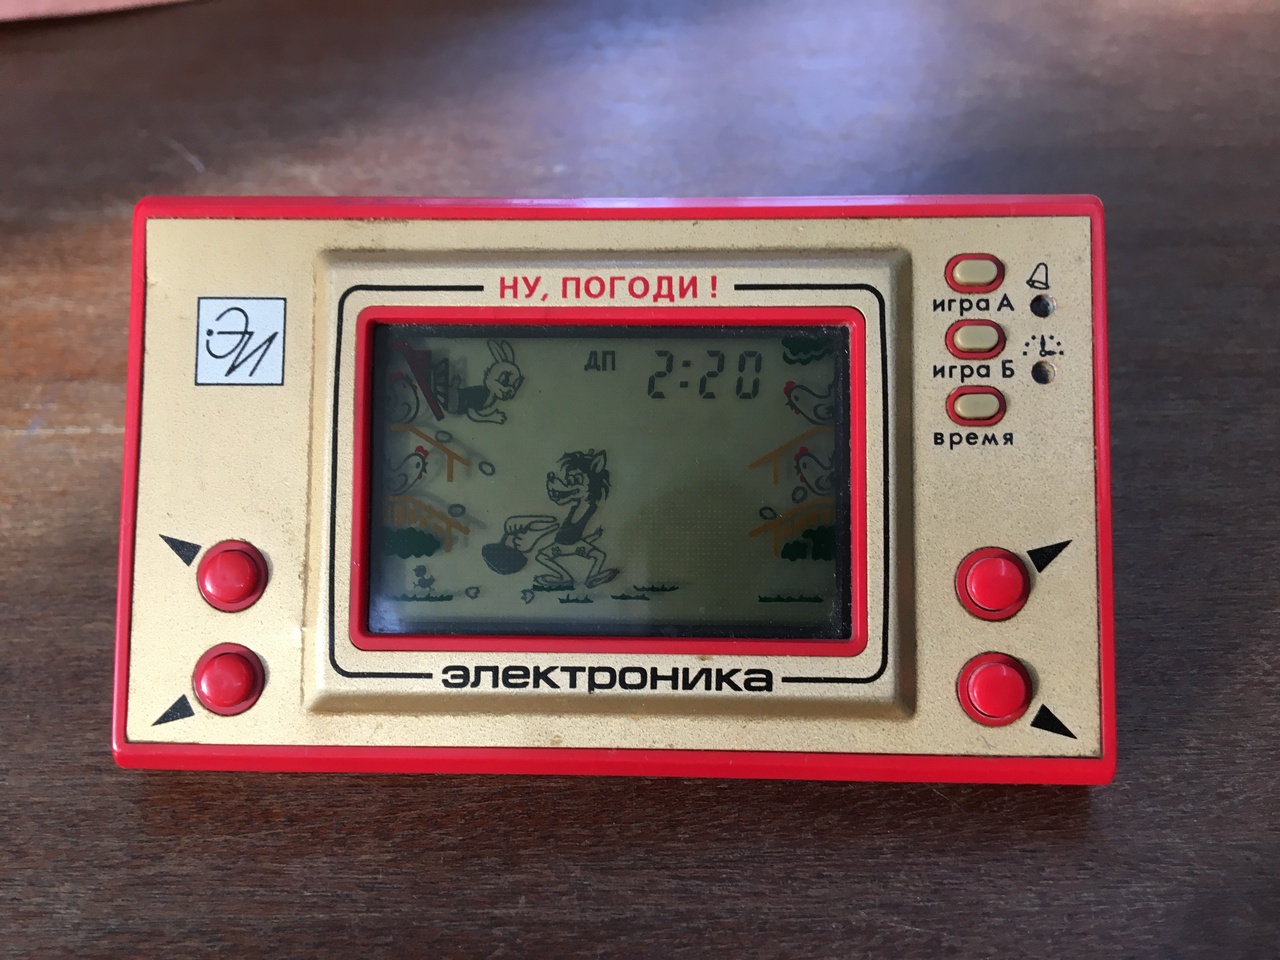 НУ, ПОГОДИ !
ЭИ
ДП 2:20
игра А
игра Б
время
электроника